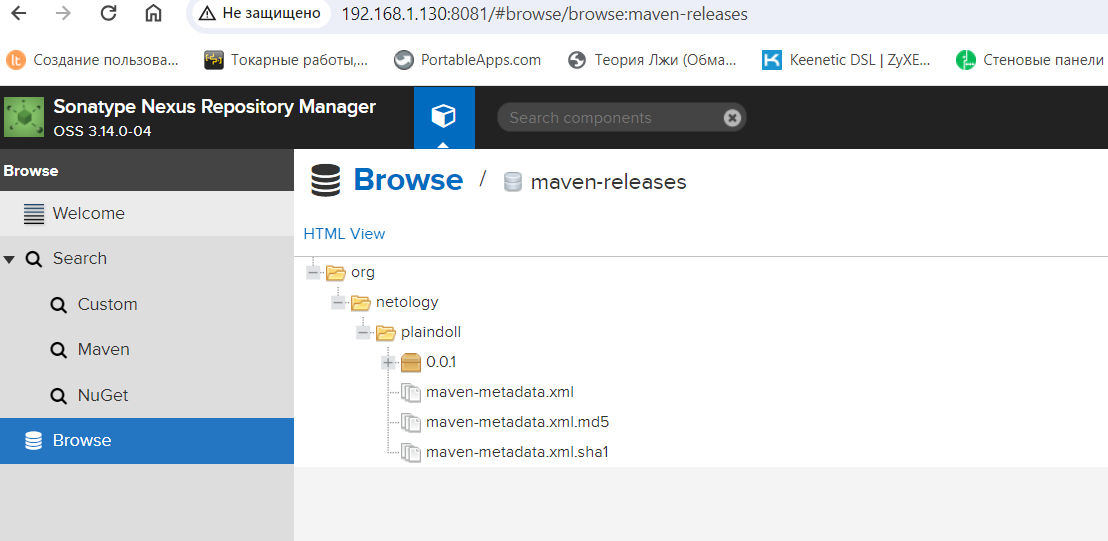 Не защищено 192.168.1.130:8081/#browse/browse:maven-releases
Создание пользова... Токарные работы,... PortableApps.com Теория Лжи (Обма... Keenetic DSL | ZyXE... Стеновые панели
Sonatype Nexus Repository Manager
OSS 3.14.0-04
Search components
Browse
Browse / maven-releases
Welcome
HTML View
Search
Custom
Maven
NuGet
Browse
org
netology
plaindoll
0.0.1
maven-metadata.xml
maven-metadata.xml.md5
maven-metadata.xml.sha1